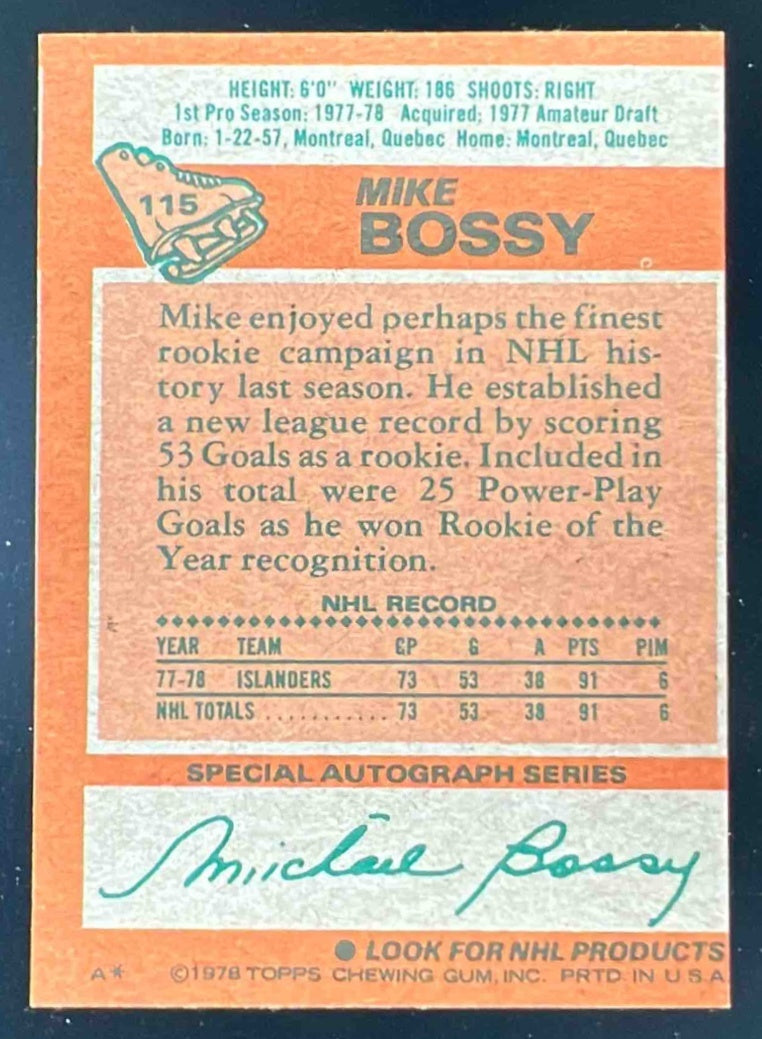 HEIGHT: 6'0" WEIGHT: 186 SHOOTS: RIGHT
1st Pro Season: 1977-78 Acquired: 1977 Amateur Draft
Born: 1-22-57, Montreal, Quebec Home: Montreal, Quebec
115
MIKE
BOSSY
Mike enjoyed perhaps the finest
rookie campaign in NHL his-
tory last season. He established
a new league record by scoring
53 Goals as a rookie. Included in
his total were 25 Power-Play
Goals as he won Rookie of the
Year recognition.
NHL RECORD
YEAR TEAM GP G A PTS PIM
77-78 ISLANDERS 73 53 38 91 6
NHL TOTALS ............ 73 53 38 91 6
SPECIAL AUTOGRAPH SERIES
Michael Bossy
● LOOK FOR NHL PRODUCTS
A* ©1978 TOPPS CHEWING GUM, INC. PRTD. IN U.S.A.